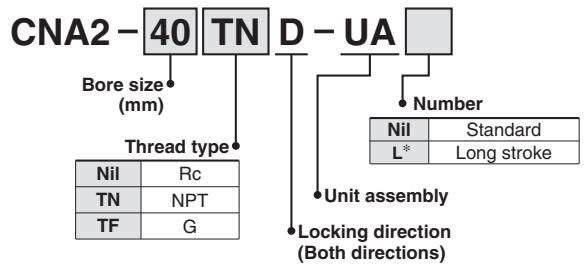 CNA2 – 40 TN D – UA
Bore size
(mm)
Number
Nil Standard
L* Long stroke
Thread type
Nil Rc
TN NPT
TF G
Unit assembly
Locking direction
(Both directions)